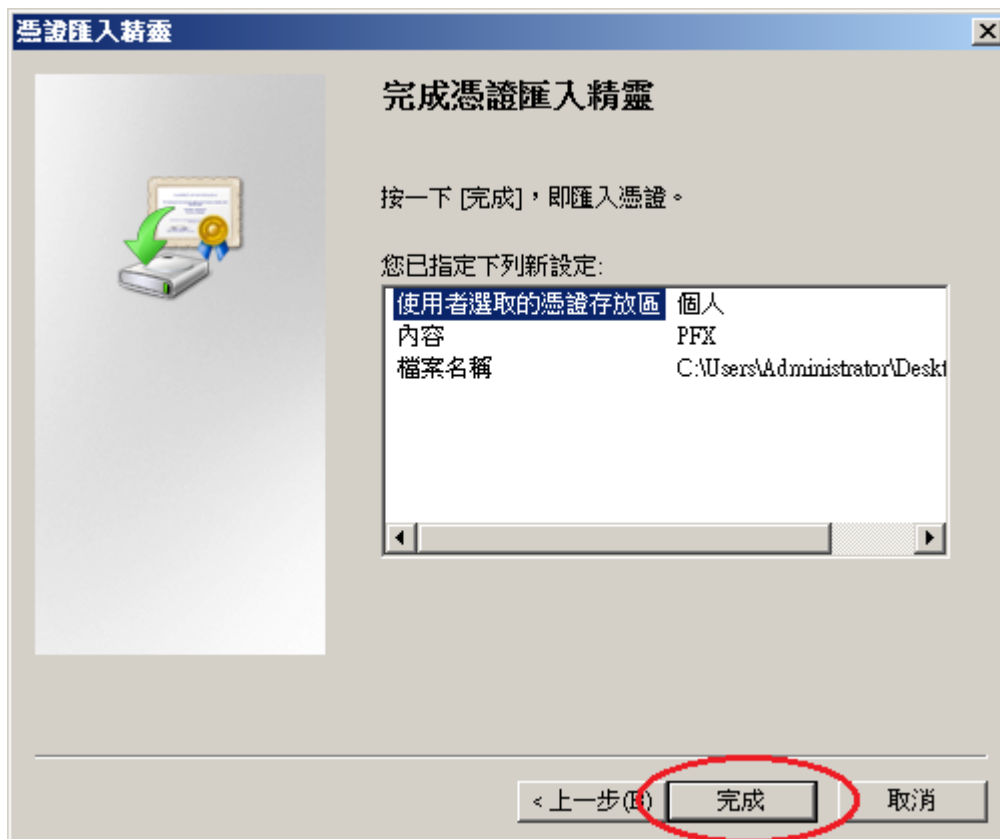 憑證匯入精靈
完成憑證匯入精靈
按一下 [完成]，即匯入憑證。
您已指定下列新設定:
使用者選取的憑證存放區 個人
內容 PFX
檔案名稱 C:\Users\Administrator\Deskt
<上一步(B) 完成 取消